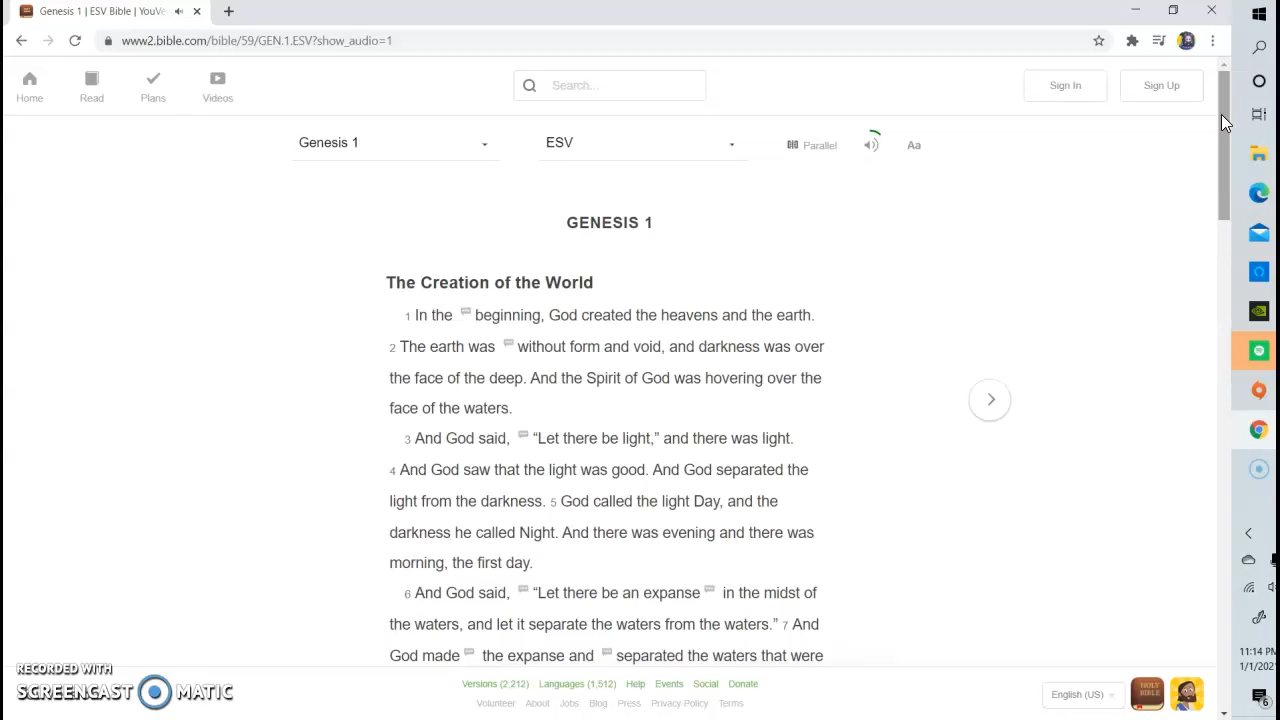 Genesis 1 | ESV Bible | YouVe
www2.bible.com/bible/59/GEN.1.ESV?show_audio=1
Home Read Plans Videos Search... Sign In Sign Up
Genesis 1 ESV Parallel Aa
GENESIS 1
The Creation of the World
1 In the beginning, God created the heavens and the earth.
2 The earth was without form and void, and darkness was over
the face of the deep. And the Spirit of God was hovering over the
face of the waters.
3 And God said, “Let there be light,” and there was light.
4 And God saw that the light was good. And God separated the
light from the darkness. 5 God called the light Day, and the
darkness he called Night. And there was evening and there was
morning, the first day.
6 And God said, “Let there be an expanse in the midst of
the waters, and let it separate the waters from the waters.” 7 And
God made the expanse and separated the waters that were
Versions (2,212) Languages (1,512) Help Events Social Donate
Volunteer About Jobs Blog Press Privacy Policy Terms
English (US)
HOLY BIBLE
RECORDED WITH
SCREENCAST MATIC
11:14 PM
1/1/202
6